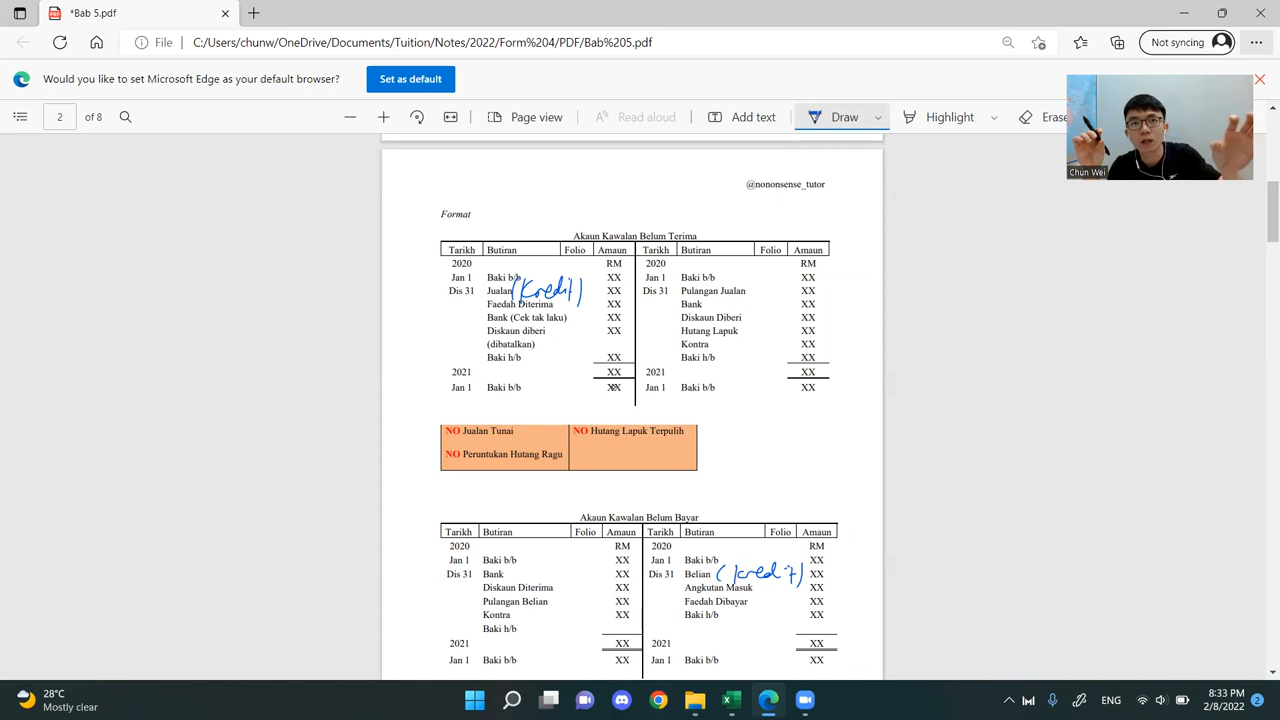 *Bab 5.pdf
File C:/Users/chunw/OneDrive/Documents/Tuition/Notes/2022/Form%204/PDF/Bab%205.pdf Not syncing
Would you like to set Microsoft Edge as your default browser? Set as default
2 of 8 Page view Read aloud Add text Draw Highlight Erase
Chun Wei
@nononsense_tutor
Format
Akaun Kawalan Belum Terima
Tarikh Butiran Folio Amaun Tarikh Butiran Folio Amaun
2020 RM 2020 RM
Jan 1 Baki b/b XX Jan 1 Baki b/b XX
Dis 31 Jualan (Kredit) XX Dis 31 Pulangan Jualan XX
Faedah Diterima XX Bank XX
Bank (Cek tak laku) XX Diskaun Diberi XX
Diskaun diberi XX Hutang Lapuk XX
(dibatalkan) Kontra XX
Baki h/b XX Baki h/b XX
2021 XX 2021 XX
Jan 1 Baki b/b XX Jan 1 Baki b/b XX
NO Jualan Tunai NO Hutang Lapuk Terpulih
NO Peruntukan Hutang Ragu
Akaun Kawalan Belum Bayar
Tarikh Butiran Folio Amaun Tarikh Butiran Folio Amaun
2020 RM 2020 RM
Jan 1 Baki b/b XX Jan 1 Baki b/b XX
Dis 31 Bank XX Dis 31 Belian (kredit) XX
Diskaun Diterima XX Angkutan Masuk XX
Pulangan Belian XX Faedah Dibayar XX
Kontra XX Baki h/b XX
Baki h/b
2021 XX 2021 XX
Jan 1 Baki b/b XX Jan 1 Baki b/b XX
28°C
Mostly clear
ENG
8:33 PM
2/8/2022
2